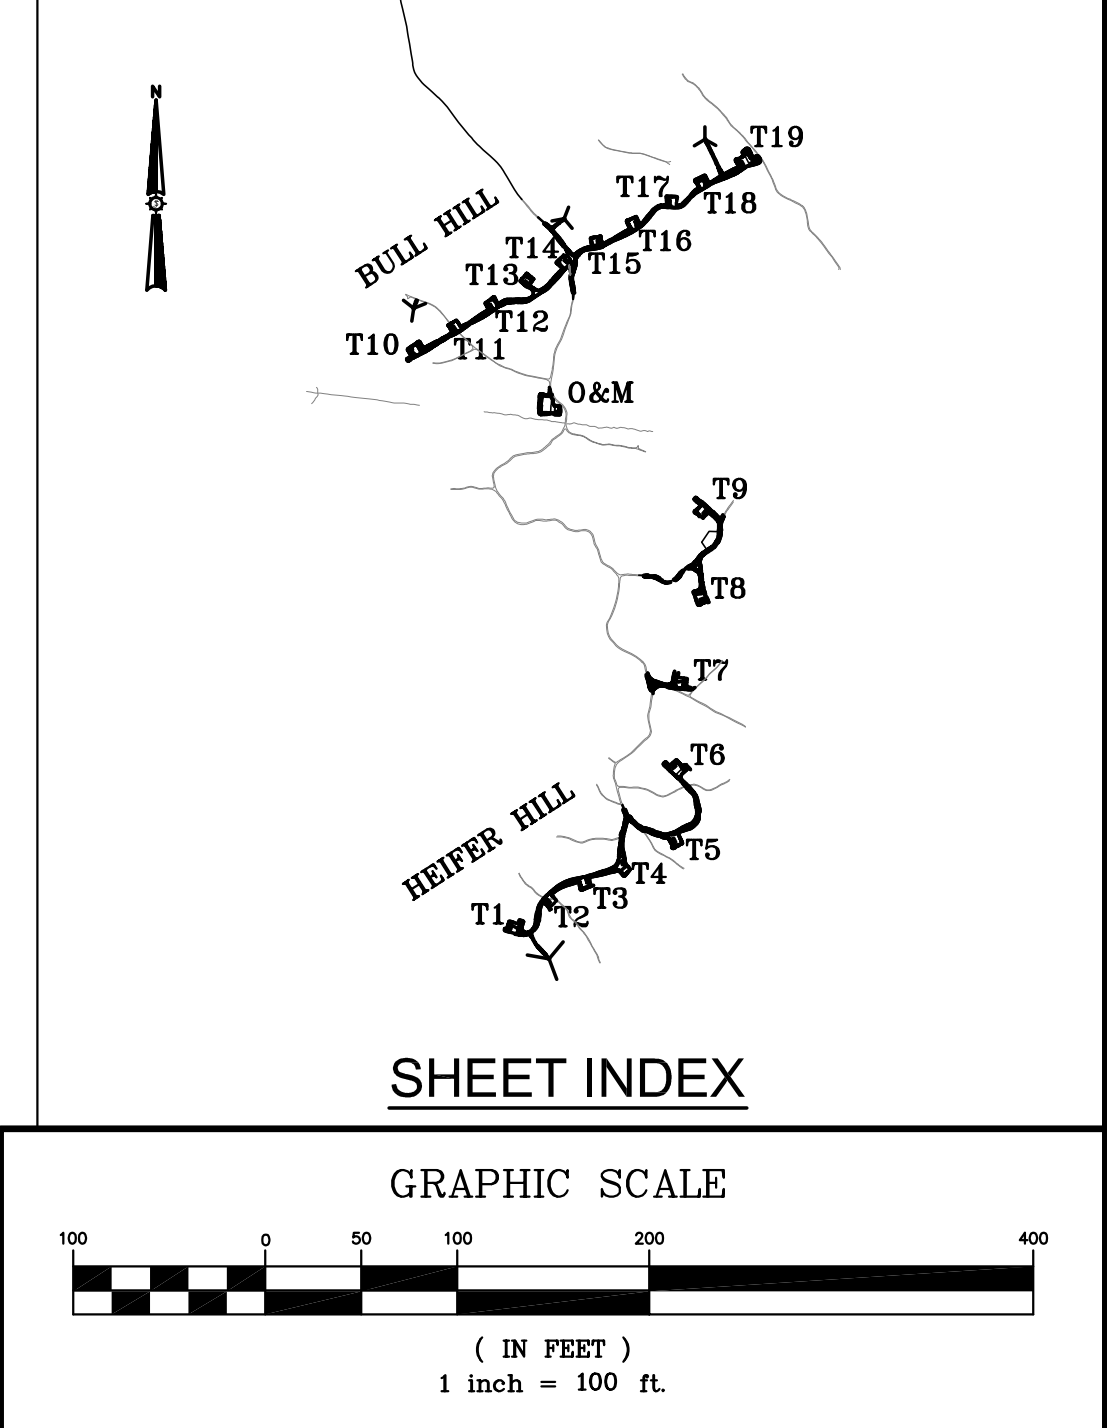 N
T19
T17
T18
BULL HILL
T16
T14
T15
T13
T12
T10
T11
O&M
T9
T8
T7
T6
HEIFER HILL
T5
T4
T3
T1
T2
SHEET INDEX
GRAPHIC SCALE
100 0 50 100 200 400
( IN FEET )
1 inch = 100 ft.